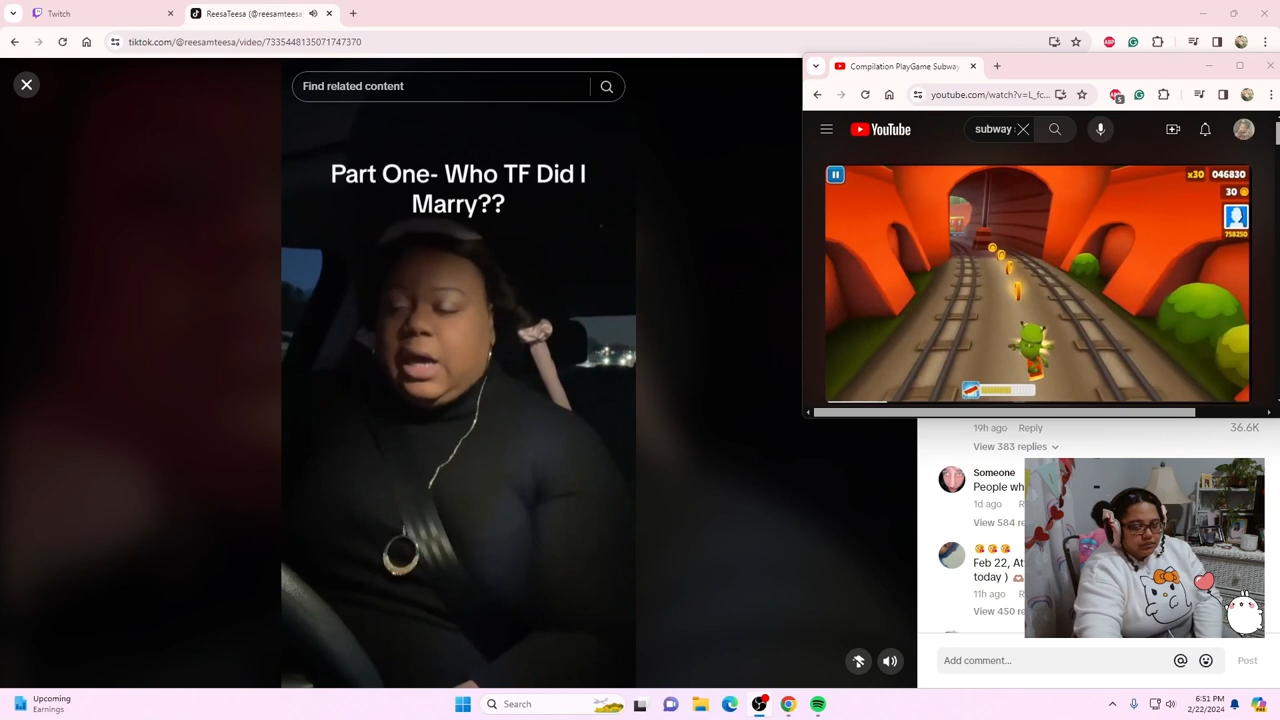 Twitch
ReesaTeesa (@reesamteesa
tiktok.com/@reesamteesa/video/7335448135071747370
Find related content
Part One- Who TF Did I
Marry??
Compilation PlayGame Subway
youtube.com/watch?v=L_fc...
5
YouTube
subway
x30 046830
30
758250
19h ago Reply
36.6K
View 383 replies
Someone
People wh
1d ago
View 584 re
Feb 22, At
today )
11h ago R
View 450 re
Add comment...
Post
Upcoming
Earnings
Search
6:51 PM
2/22/2024